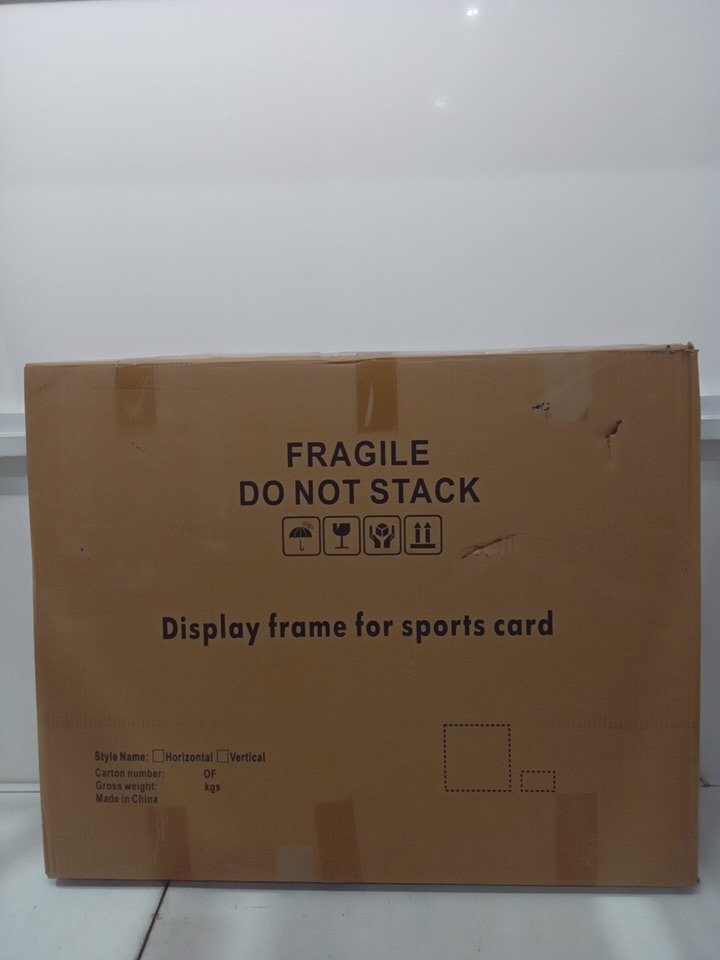 FRAGILE
DO NOT STACK
Display frame for sports card
Style Name: Horizontal Vertical
Carton number: OF
Gross weight: kgs
Made in China